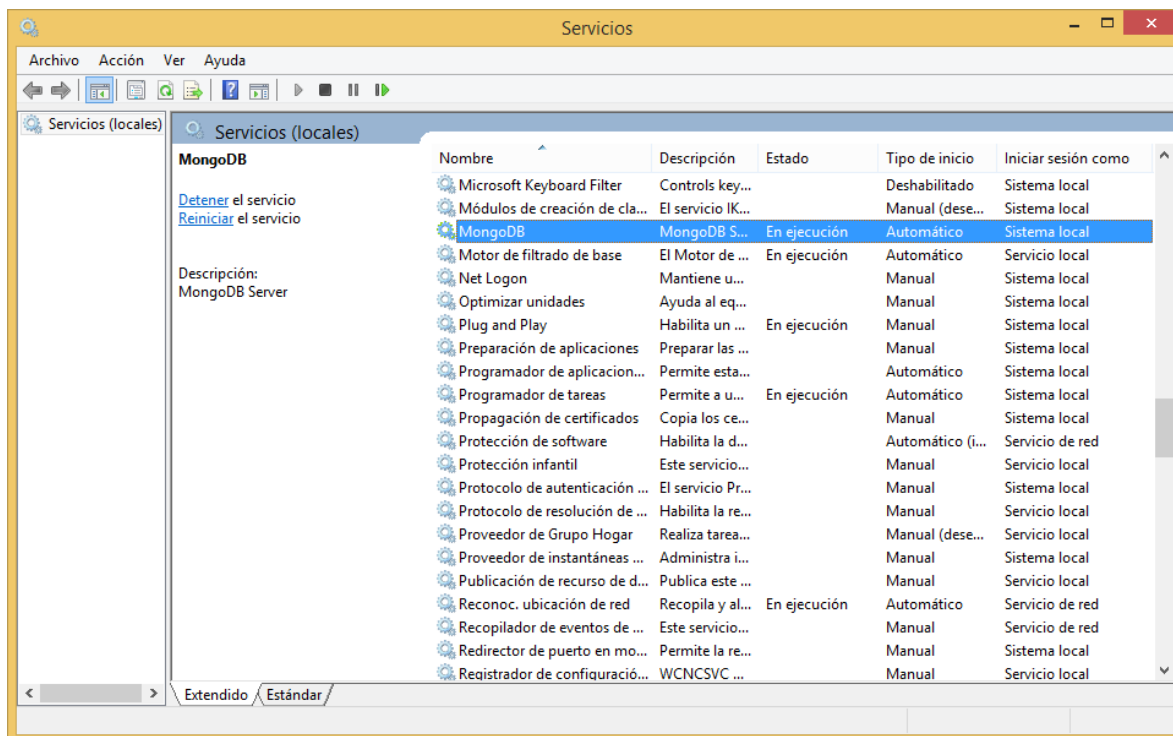 Servicios
Archivo Acción Ver Ayuda
Servicios (locales)
Servicios (locales)
MongoDB
Detener el servicio
Reiniciar el servicio
Descripción:
MongoDB Server
Nombre Descripción Estado Tipo de inicio Iniciar sesión como
Microsoft Keyboard Filter Controls key... Deshabilitado Sistema local
Módulos de creación de cla... El servicio IK... Manual (dese... Sistema local
MongoDB MongoDB S... En ejecución Automático Sistema local
Motor de filtrado de base El Motor de ... En ejecución Automático Servicio local
Net Logon Mantiene u... Manual Sistema local
Optimizar unidades Ayuda al eq... Manual Sistema local
Plug and Play Habilita un ... En ejecución Manual Sistema local
Preparación de aplicaciones Preparar las ... Manual Sistema local
Programador de aplicacion... Permite esta... Automático Sistema local
Programador de tareas Permite a u... En ejecución Automático Sistema local
Propagación de certificados Copia los ce... Manual Sistema local
Protección de software Habilita la d... Automático (i... Servicio de red
Protección infantil Este servicio... Manual Servicio local
Protocolo de autenticación ... El servicio Pr... Manual Sistema local
Protocolo de resolución de ... Habilita la re... Manual Servicio local
Proveedor de Grupo Hogar Realiza tarea... Manual (dese... Servicio local
Proveedor de instantáneas ... Administra i... Manual Sistema local
Publicación de recurso de d... Publica este ... Manual Servicio local
Reconoc. ubicación de red Recopila y al... En ejecución Automático Servicio de red
Recopilador de eventos de ... Este servicio... Manual Servicio de red
Redirector de puerto en mo... Permite la re... Manual Sistema local
Registrador de configuració... WCNCSVC ... Manual Servicio local
Extendido Estándar